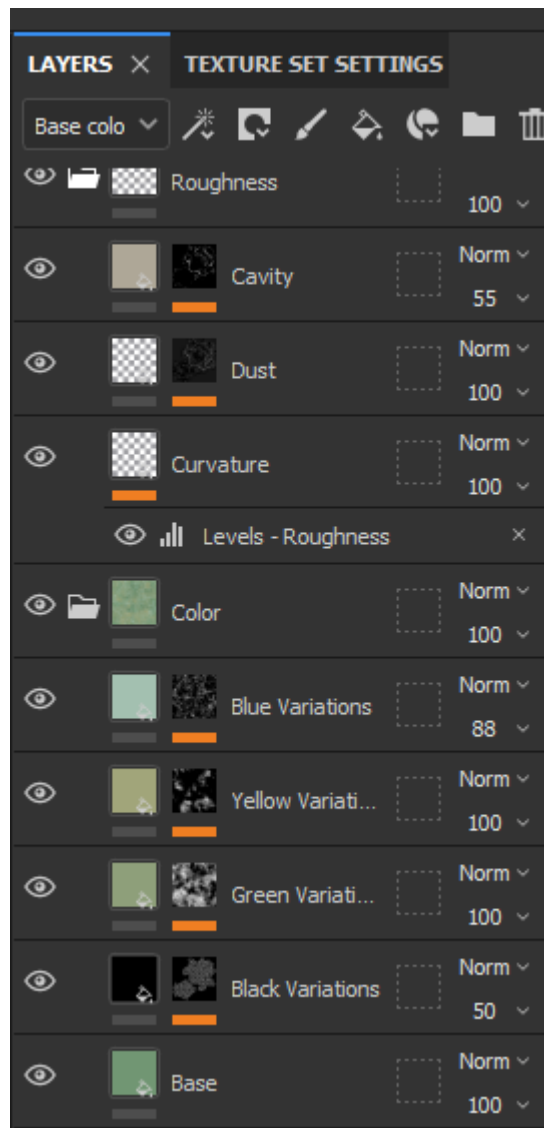 LAYERS × TEXTURE SET SETTINGS
Base colo
Roughness
100
Cavity
Norm
55
Dust
Norm
100
Curvature
Norm
100
Levels - Roughness ×
Color
Norm
100
Blue Variations
Norm
88
Yellow Variati...
Norm
100
Green Variati...
Norm
100
Black Variations
Norm
50
Base
Norm
100